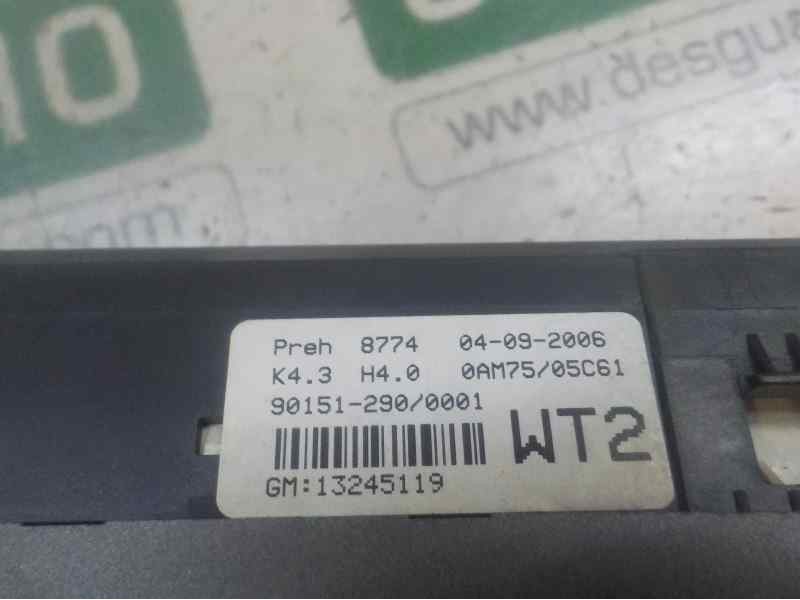 www.desgua
com
Preh 8774 04-09-2006
K4.3 H4.0 0AM75/05C61
90151-290/0001
WT2
GM:13245119